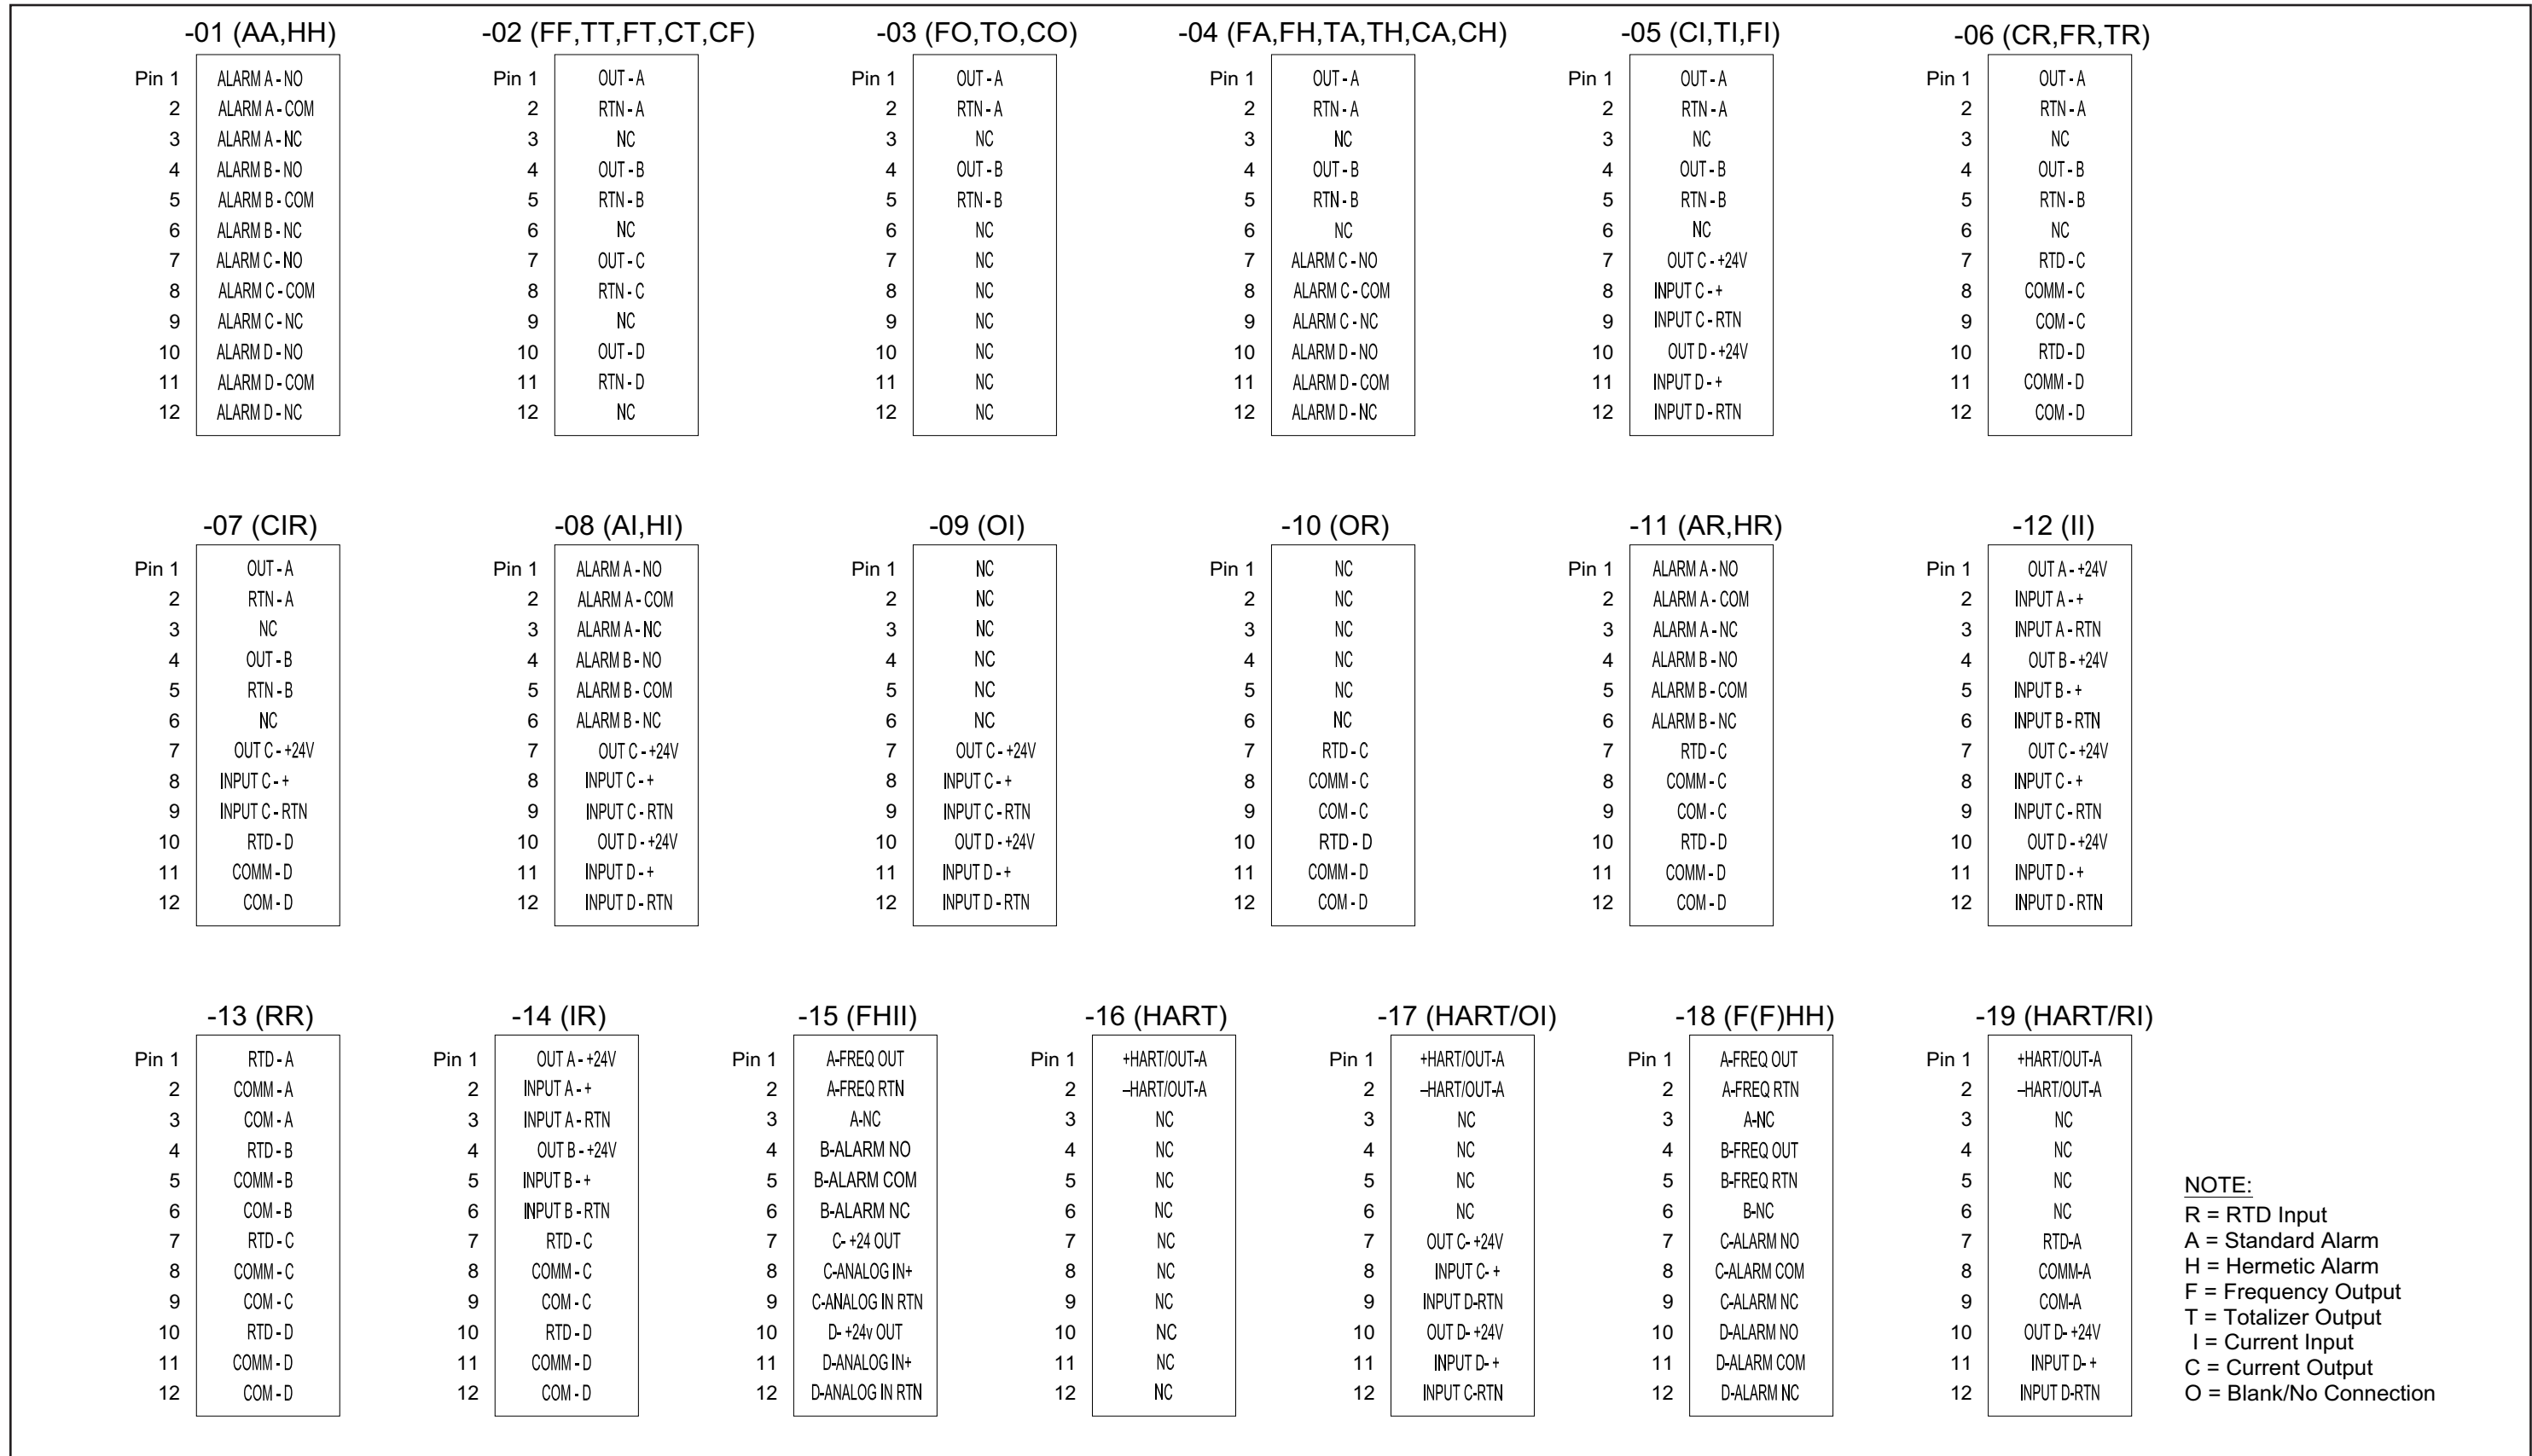 -01 (AA,HH)
Pin 1 ALARM A - NO
2 ALARM A - COM
3 ALARM A - NC
4 ALARM B - NO
5 ALARM B - COM
6 ALARM B - NC
7 ALARM C - NO
8 ALARM C - COM
9 ALARM C - NC
10 ALARM D - NO
11 ALARM D - COM
12 ALARM D - NC
-02 (FF,TT,FT,CT,CF)
Pin 1 OUT - A
2 RTN - A
3 NC
4 OUT - B
5 RTN - B
6 NC
7 OUT - C
8 RTN - C
9 NC
10 OUT - D
11 RTN - D
12 NC
-03 (FO,TO,CO)
Pin 1 OUT - A
2 RTN - A
3 NC
4 OUT - B
5 RTN - B
6 NC
7 NC
8 NC
9 NC
10 NC
11 NC
12 NC
-04 (FA,FH,TA,TH,CA,CH)
Pin 1 OUT - A
2 RTN - A
3 NC
4 OUT - B
5 RTN - B
6 NC
7 ALARM C - NO
8 ALARM C - COM
9 ALARM C - NC
10 ALARM D - NO
11 ALARM D - COM
12 ALARM D - NC
-05 (CI,TI,FI)
Pin 1 OUT - A
2 RTN - A
3 NC
4 OUT - B
5 RTN - B
6 NC
7 OUT C - +24V
8 INPUT C - +
9 INPUT C - RTN
10 OUT D - +24V
11 INPUT D - +
12 INPUT D - RTN
-06 (CR,FR,TR)
Pin 1 OUT - A
2 RTN - A
3 NC
4 OUT - B
5 RTN - B
6 NC
7 RTD - C
8 COMM - C
9 COM - C
10 RTD - D
11 COMM - D
12 COM - D
-07 (CIR)
Pin 1 OUT - A
2 RTN - A
3 NC
4 OUT - B
5 RTN - B
6 NC
7 OUT C - +24V
8 INPUT C - +
9 INPUT C - RTN
10 RTD - D
11 COMM - D
12 COM - D
-08 (AI,HI)
Pin 1 ALARM A - NO
2 ALARM A - COM
3 ALARM A - NC
4 ALARM B - NO
5 ALARM B - COM
6 ALARM B - NC
7 OUT C - +24V
8 INPUT C - +
9 INPUT C - RTN
10 OUT D - +24V
11 INPUT D - +
12 INPUT D - RTN
-09 (OI)
Pin 1 NC
2 NC
3 NC
4 NC
5 NC
6 NC
7 OUT C - +24V
8 INPUT C - +
9 INPUT C - RTN
10 OUT D - +24V
11 INPUT D - +
12 INPUT D - RTN
-10 (OR)
Pin 1 NC
2 NC
3 NC
4 NC
5 NC
6 NC
7 RTD - C
8 COMM - C
9 COM - C
10 RTD - D
11 COMM - D
12 COM - D
-11 (AR,HR)
Pin 1 ALARM A - NO
2 ALARM A - COM
3 ALARM A - NC
4 ALARM B - NO
5 ALARM B - COM
6 ALARM B - NC
7 RTD - C
8 COMM - C
9 COM - C
10 RTD - D
11 COMM - D
12 COM - D
-12 (II)
Pin 1 OUT A - +24V
2 INPUT A - +
3 INPUT A - RTN
4 OUT B - +24V
5 INPUT B - +
6 INPUT B - RTN
7 OUT C - +24V
8 INPUT C - +
9 INPUT C - RTN
10 OUT D - +24V
11 INPUT D - +
12 INPUT D - RTN
-13 (RR)
Pin 1 RTD - A
2 COMM - A
3 COM - A
4 RTD - B
5 COMM - B
6 COM - B
7 RTD - C
8 COMM - C
9 COM - C
10 RTD - D
11 COMM - D
12 COM - D
-14 (IR)
Pin 1 OUT A - +24V
2 INPUT A - +
3 INPUT A - RTN
4 OUT B - +24V
5 INPUT B - +
6 INPUT B - RTN
7 RTD - C
8 COMM - C
9 COM - C
10 RTD - D
11 COMM - D
12 COM - D
-15 (FHII)
Pin 1 A-FREQ OUT
2 A-FREQ RTN
3 A-NC
4 B-ALARM NO
5 B-ALARM COM
6 B-ALARM NC
7 C- +24 OUT
8 C-ANALOG IN+
9 C-ANALOG IN RTN
10 D- +24v OUT
11 D-ANALOG IN+
12 D-ANALOG IN RTN
-16 (HART)
Pin 1 +HART/OUT-A
2 –HART/OUT-A
3 NC
4 NC
5 NC
6 NC
7 NC
8 NC
9 NC
10 NC
11 NC
12 NC
-17 (HART/OI)
Pin 1 +HART/OUT-A
2 –HART/OUT-A
3 NC
4 NC
5 NC
6 NC
7 OUT C- +24V
8 INPUT C- +
9 INPUT D-RTN
10 OUT D- +24V
11 INPUT D- +
12 INPUT C-RTN
-18 (F(F)HH)
Pin 1 A-FREQ OUT
2 A-FREQ RTN
3 A-NC
4 B-FREQ OUT
5 B-FREQ RTN
6 B-NC
7 C-ALARM NO
8 C-ALARM COM
9 C-ALARM NC
10 D-ALARM NO
11 D-ALARM COM
12 D-ALARM NC
-19 (HART/RI)
Pin 1 +HART/OUT-A
2 –HART/OUT-A
3 NC
4 NC
5 NC
6 NC
7 RTD-A
8 COMM-A
9 COM-A
10 OUT D- +24V
11 INPUT D- +
12 INPUT D-RTN
NOTE:
R = RTD Input
A = Standard Alarm
H = Hermetic Alarm
F = Frequency Output
T = Totalizer Output
I = Current Input
C = Current Output
O = Blank/No Connection